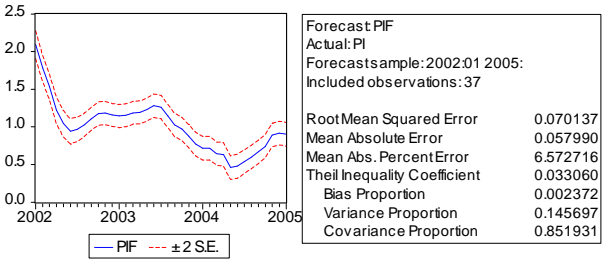 2.5
2.0
1.5
1.0
0.5
0.0
2002 2003 2004 2005
PIF ± 2 S.E.
Forecast: PIF
Actual: PI
Forecast sample: 2002:01 2005:
Included observations: 37
Root Mean Squared Error 0.070137
Mean Absolute Error 0.057990
Mean Abs. Percent Error 6.572716
Theil Inequality Coefficient 0.033060
Bias Proportion 0.002372
Variance Proportion 0.145697
Covariance Proportion 0.851931